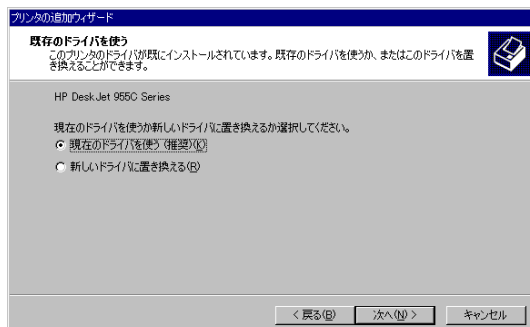 プリンタの追加ウィザード
既存のドライバを使う
このプリンタのドライバが既にインストールされています。既存のドライバを使うか、またはこのドライバを置
き換えることができます。
HP DeskJet 955C Series
現在のドライバを使うか新しいドライバに置き換えるか選択してください。
現在のドライバを使う (推奨)(K)
新しいドライバに置き換える(R)
< 戻る(B) 次へ(N) > キャンセル